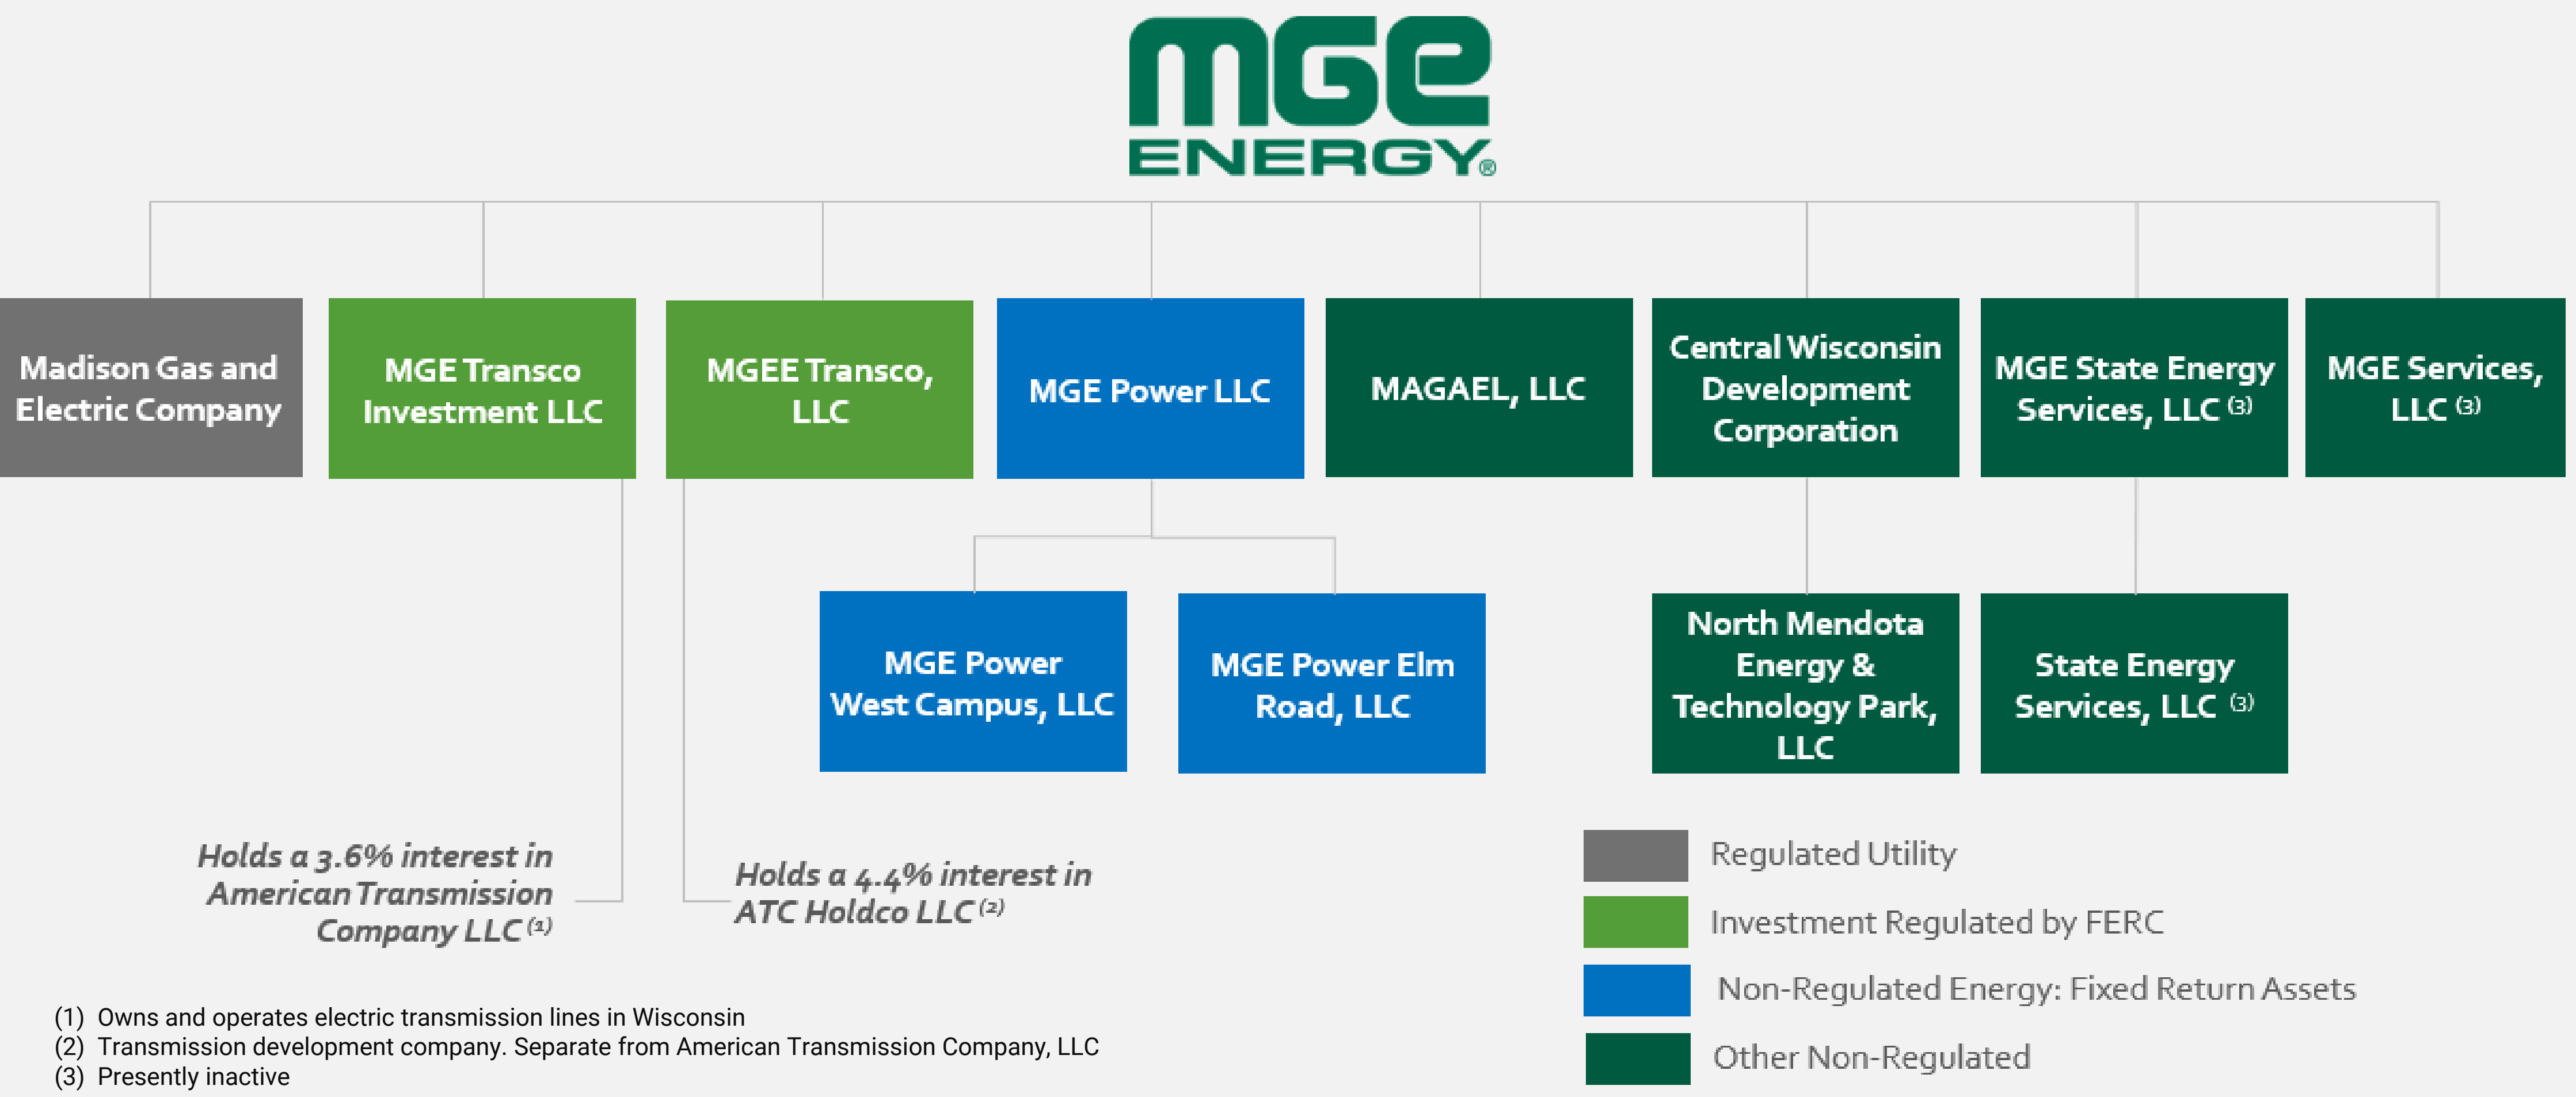 mGe
ENERGY®
Madison Gas and
Electric Company
MGE Transco
Investment LLC
MGEE Transco,
LLC
MGE Power LLC
MAGAEL, LLC
Central Wisconsin
Development
Corporation
MGE State Energy
Services, LLC (3)
MGE Services,
LLC (3)
MGE Power
West Campus, LLC
MGE Power Elm
Road, LLC
North Mendota
Energy &
Technology Park,
LLC
State Energy
Services, LLC (3)
Holds a 3.6% interest in
American Transmission
Company LLC (1)
Holds a 4.4% interest in
ATC Holdco LLC (2)
Regulated Utility
Investment Regulated by FERC
Non-Regulated Energy: Fixed Return Assets
Other Non-Regulated
(1) Owns and operates electric transmission lines in Wisconsin
(2) Transmission development company. Separate from American Transmission Company, LLC
(3) Presently inactive